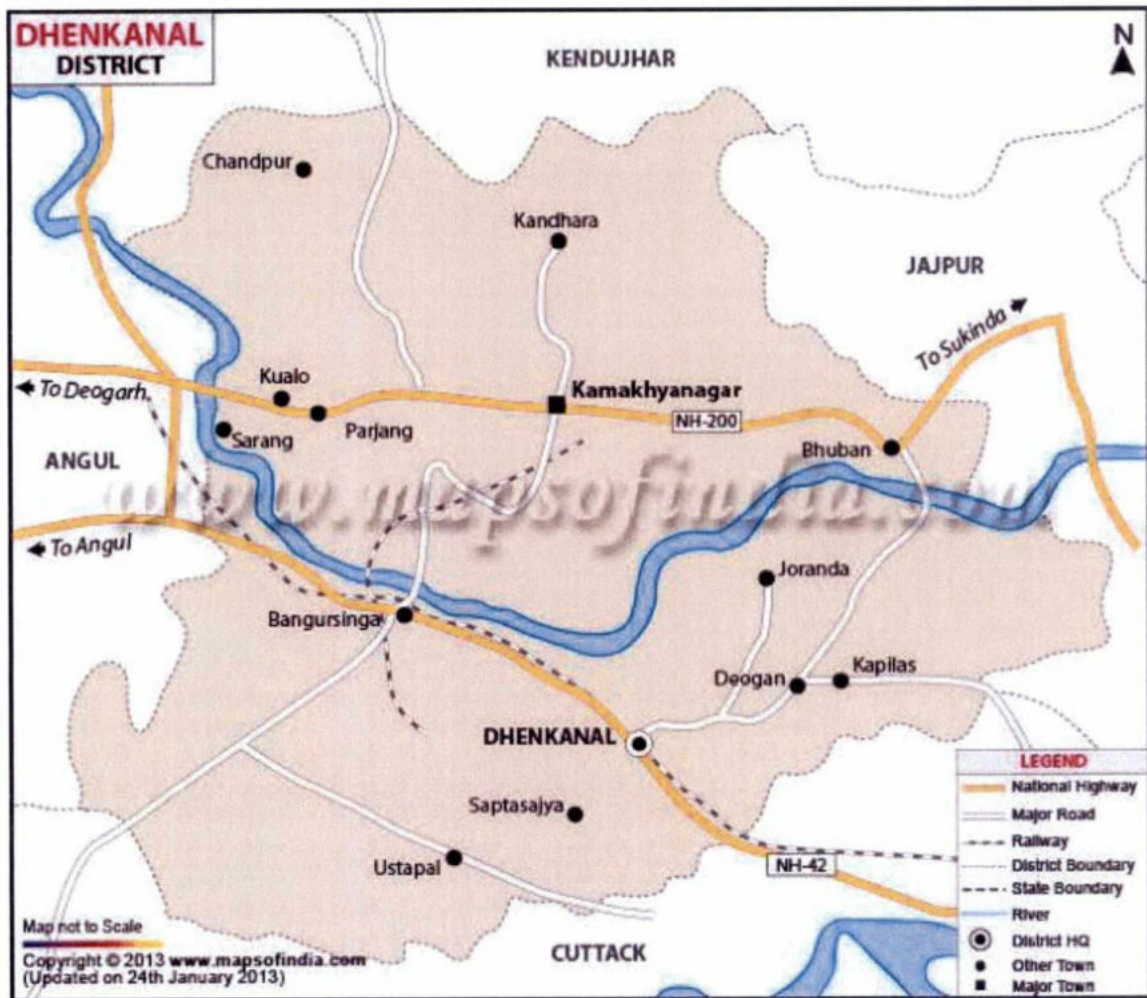 DHENKANAL
DISTRICT
KENDUJHAR
N
Chandpur
Kandhara
JAJPUR
To Sukinda
To Deogarh
Kualo
Kamakhyanagar
Parjang
NH-200
Sarang
Bhuban
ANGUL
www.mapsofindia.com
To Angul
Joranda
Bangursinga
Deogan
Kapilas
DHENKANAL
Saptasajya
Ustapal
NH-42
CUTTACK
LEGEND
National Highway
Major Road
Railway
District Boundary
State Boundary
River
District HQ
Other Town
Major Town
Map not to Scale
Copyright © 2013 www.mapsofindia.com
(Updated on 24th January 2013)